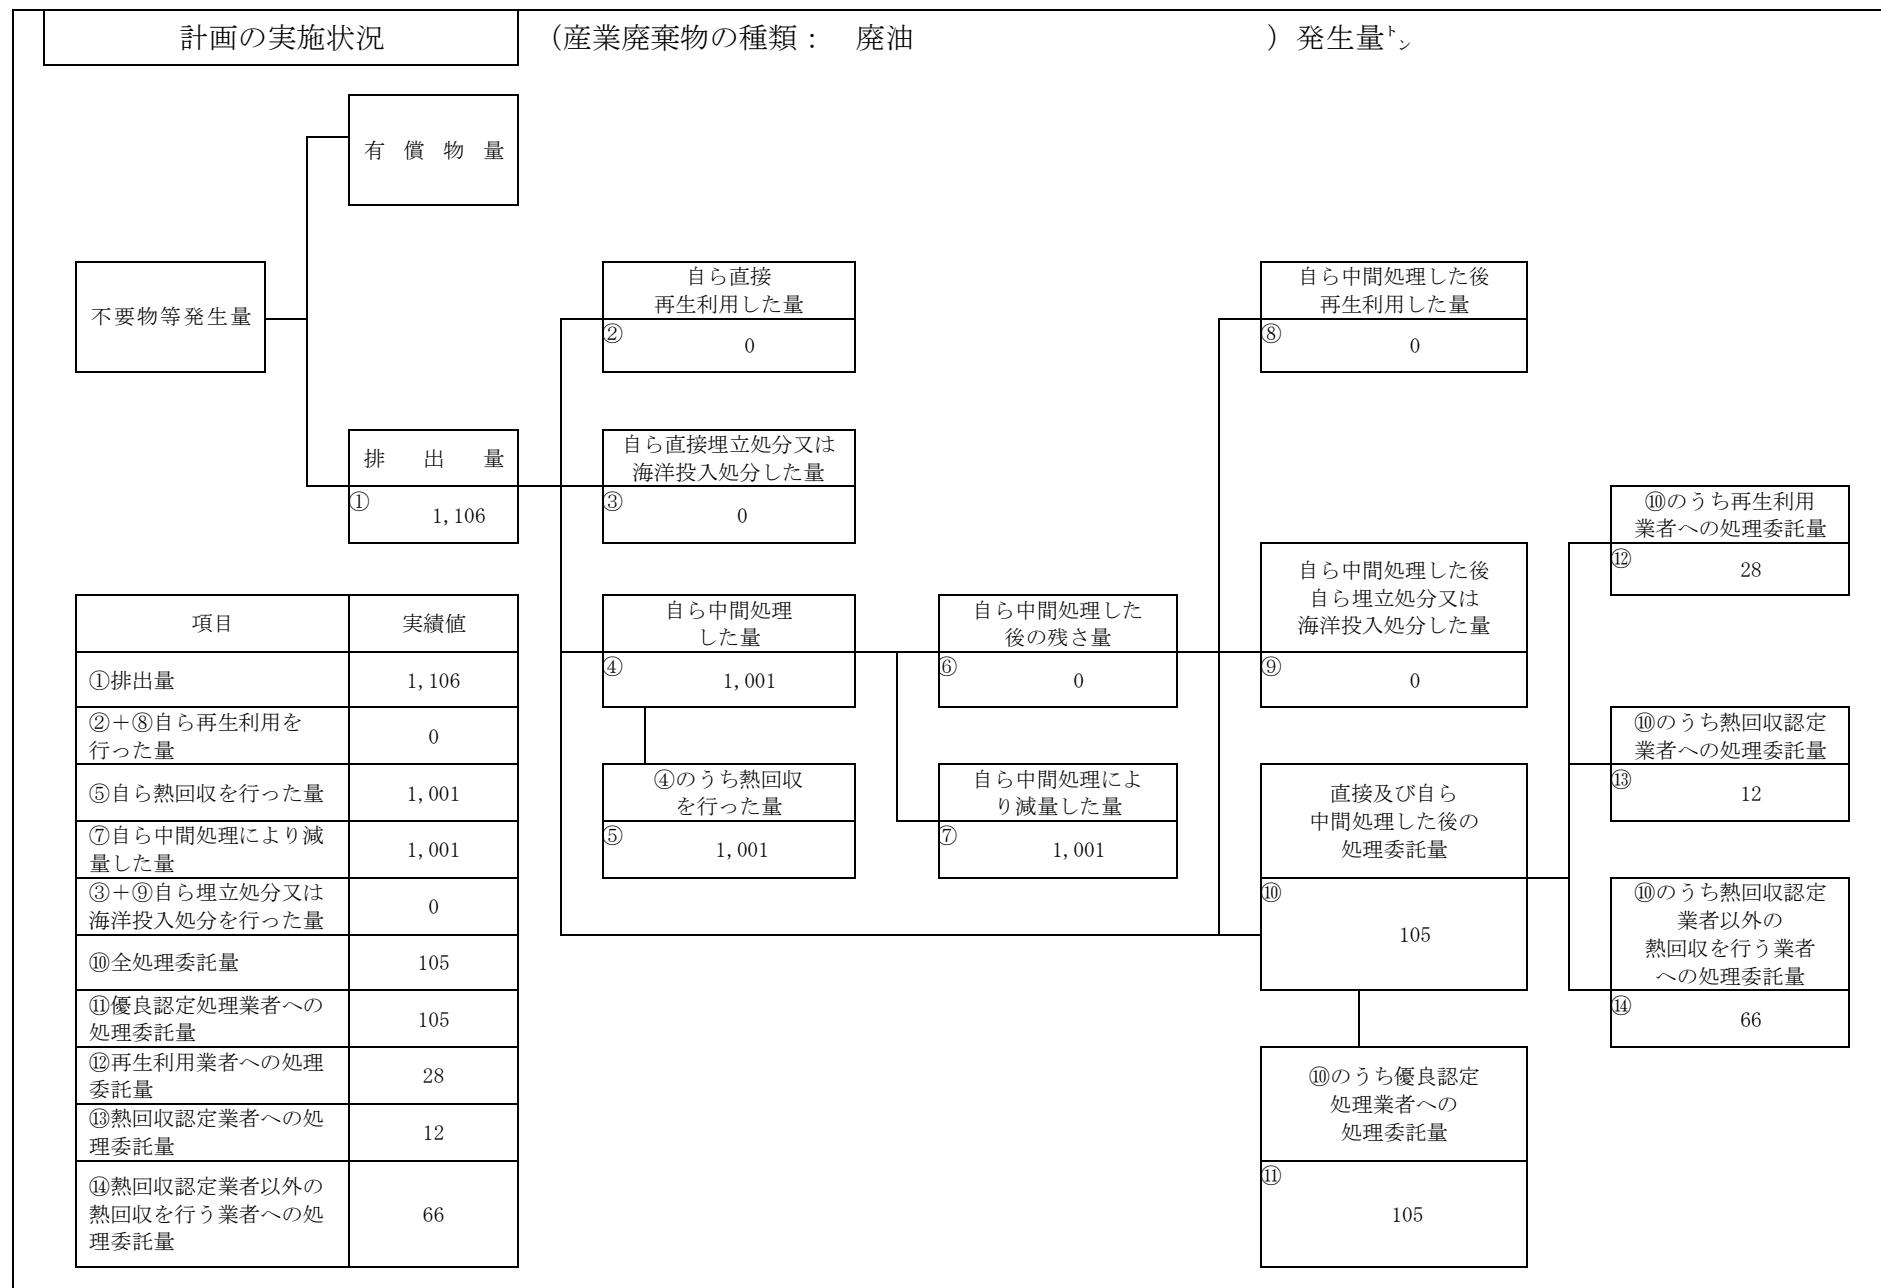 計画の実施状況 （産業廃棄物の種類： 廃油 ）発生量㌧
有償物量
不要物等発生量
自ら直接
再生利用した量
② 0
自ら中間処理した後
再生利用した量
⑧ 0
排出量
① 1,106
自ら直接埋立処分又は
海洋投入処分した量
③ 0
自ら中間処理
した量
④ 1,001
自ら中間処理した
後の残さ量
⑥ 0
自ら中間処理した後
自ら埋立処分又は
海洋投入処分した量
⑨ 0
⑩のうち再生利用
業者への処理委託量
⑫ 28
④のうち熱回収
を行った量
⑤ 1,001
自ら中間処理によ
り減量した量
⑦ 1,001
直接及び自ら
中間処理した後の
処理委託量
⑩ 105
⑩のうち熱回収認定
業者への処理委託量
⑬ 12
⑩のうち熱回収認定
業者以外の
熱回収を行う業者
への処理委託量
⑭ 66
⑩のうち優良認定
処理業者への
処理委託量
⑪ 105
項目 実績値
①排出量 1,106
②＋⑧自ら再生利用を
行った量 0
⑤自ら熱回収を行った量 1,001
⑦自ら中間処理により減
量した量 1,001
③＋⑨自ら埋立処分又は
海洋投入処分を行った量 0
⑩全処理委託量 105
⑪優良認定処理業者への
処理委託量 105
⑫再生利用業者への処理
委託量 28
⑬熱回収認定業者への処
理委託量 12
⑭熱回収認定業者以外の
熱回収を行う業者への処
理委託量 66